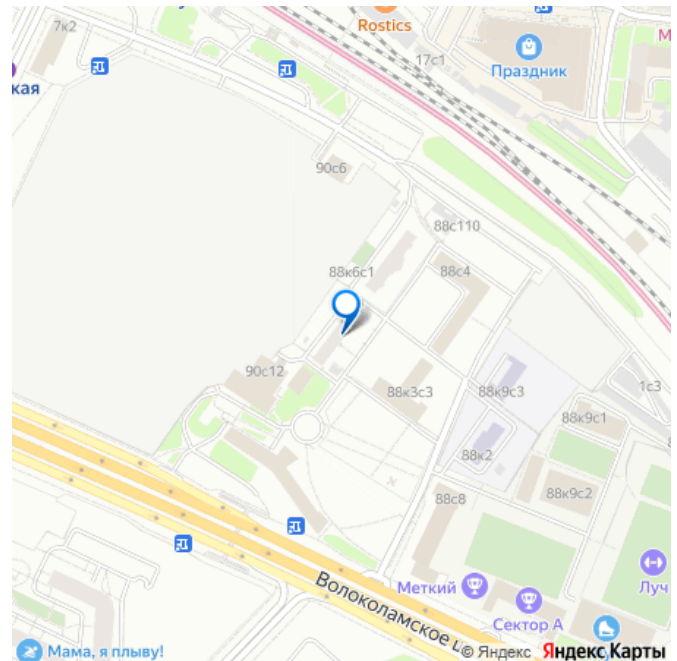 7к2
Rostics
17с1
Праздник
кая
90с6
88с110
88к6с1
88с4
90с12
88к3с3
88к9с3
1с3
88к9с1
88к2
88к9с2
88с8
Меткий
Луч
Сектор А
Волоколамское ш
Мама, я плыву!
© Яндекс Яндекс Карты